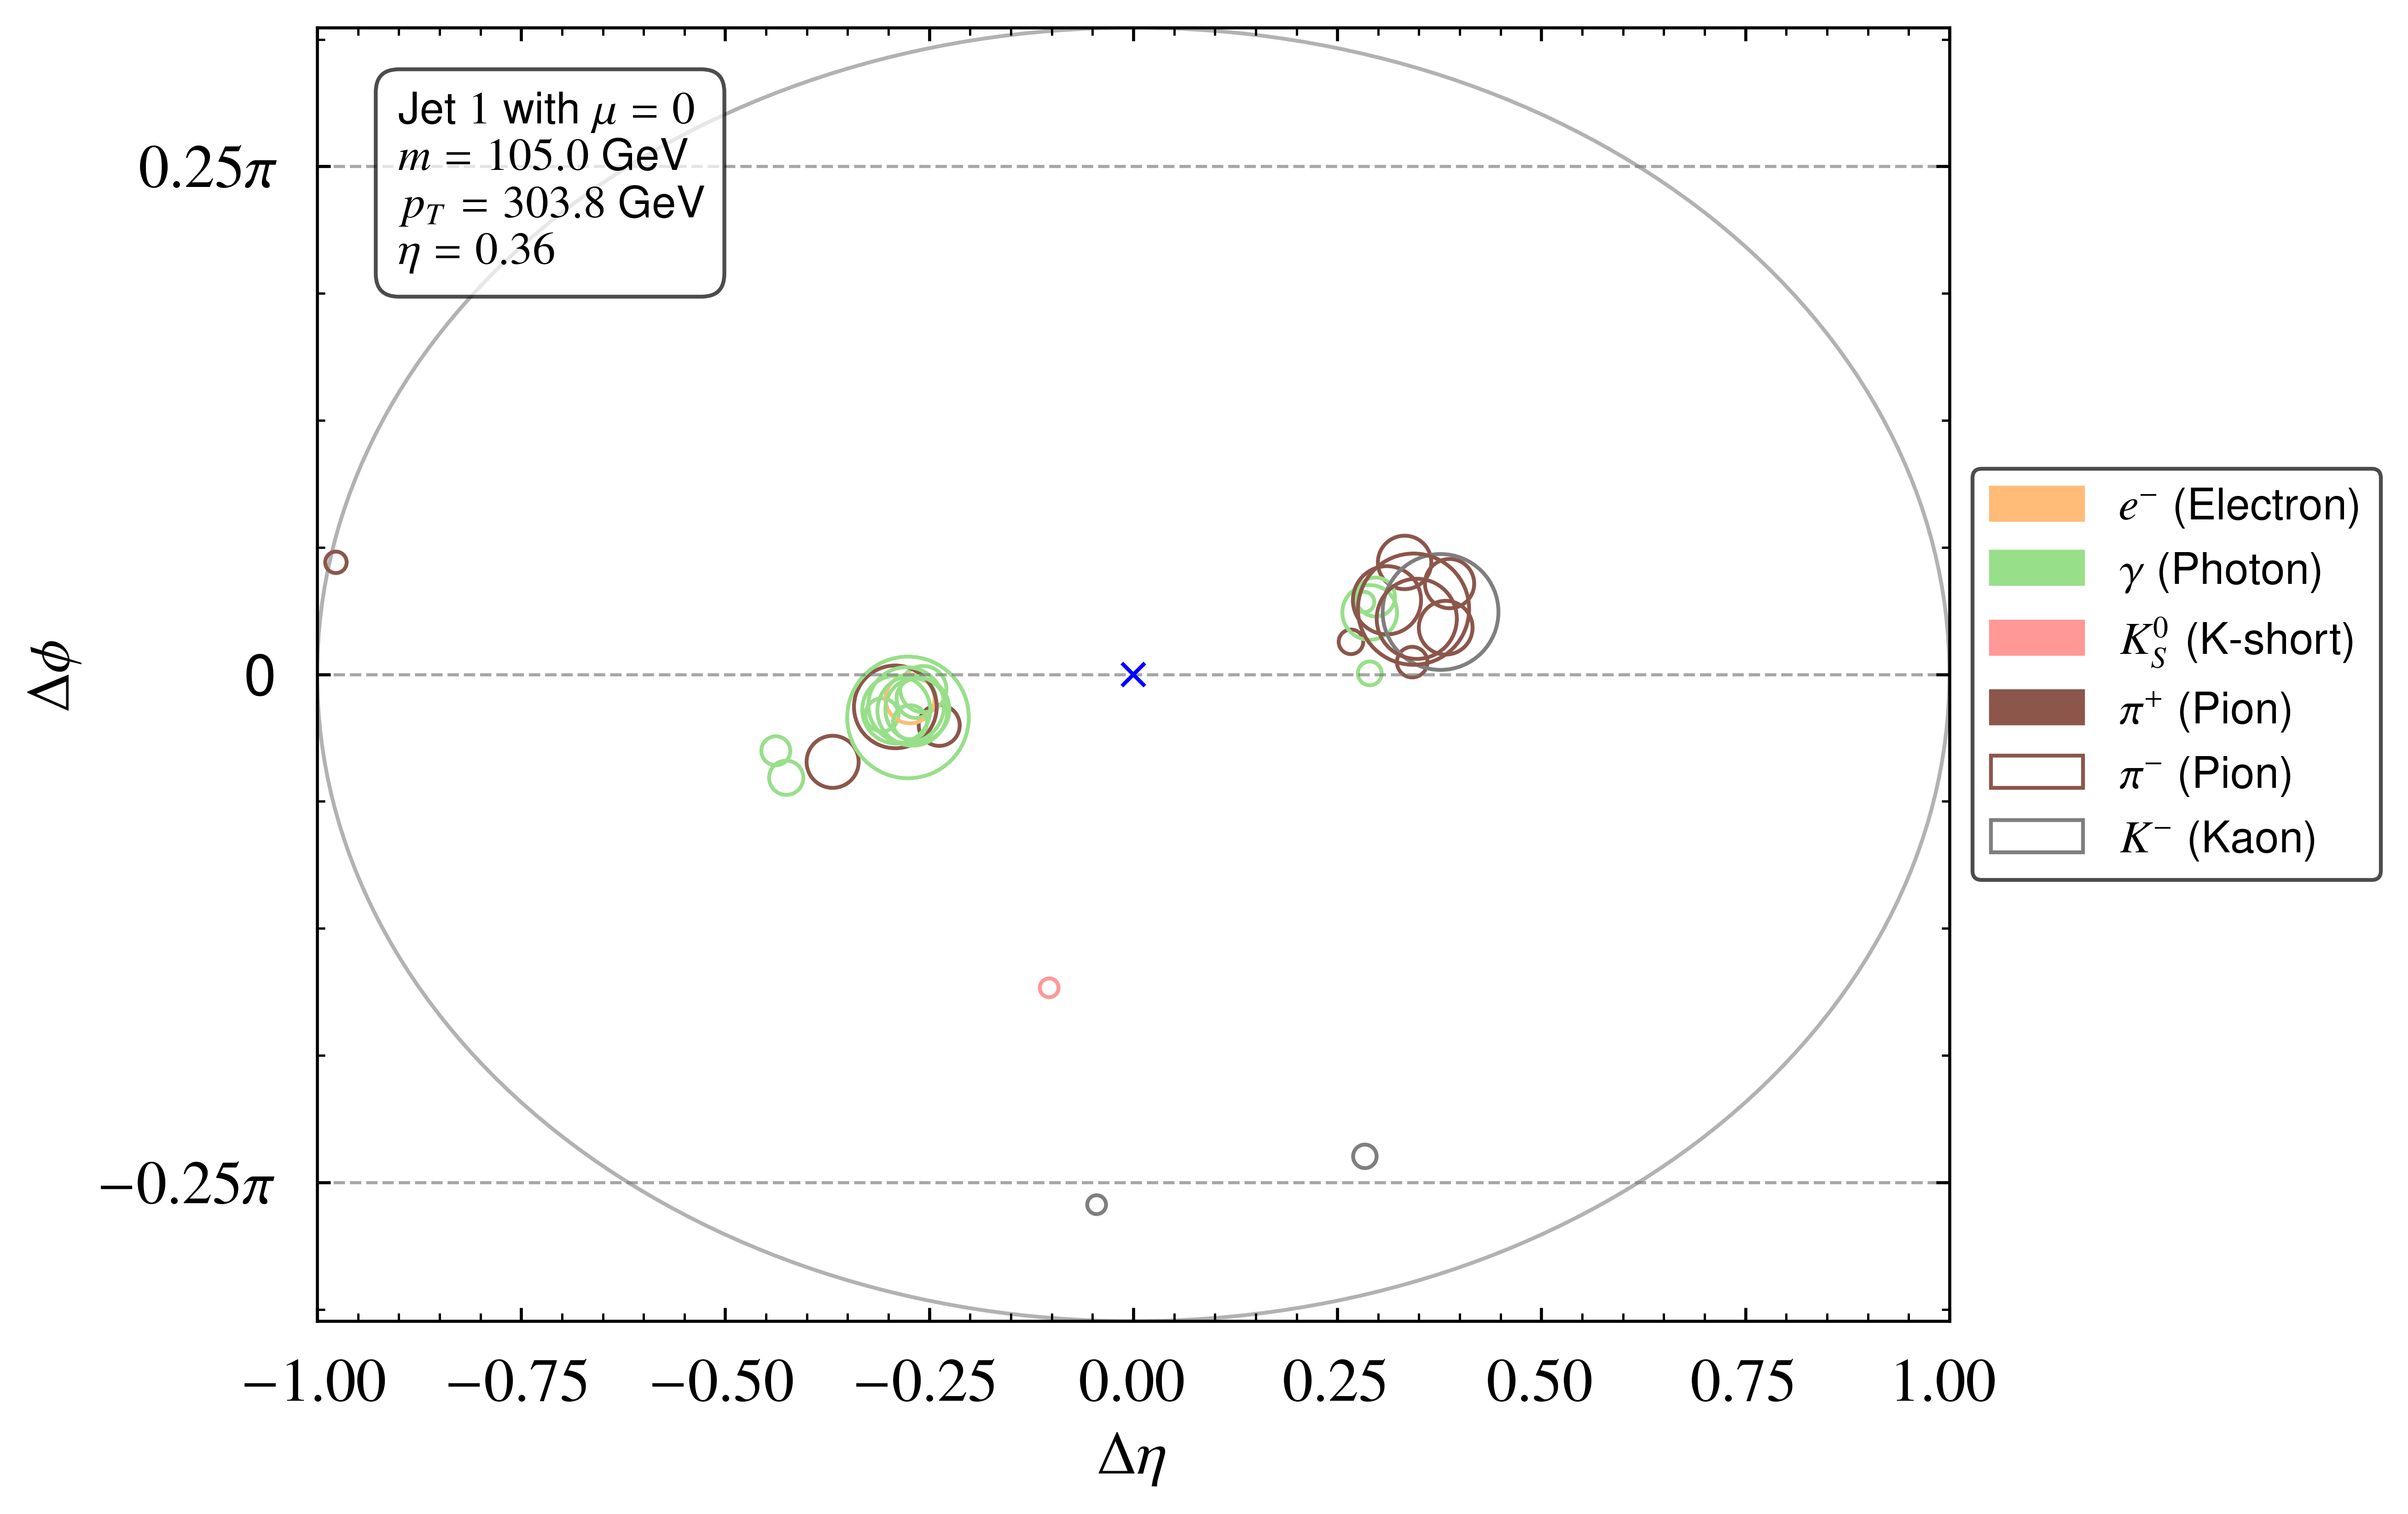 Jet 1 with μ = 0
m = 105.0 GeV
p_T = 303.8 GeV
η = 0.36
0.25π
0
−0.25π
Δϕ
−1.00 −0.75 −0.50 −0.25 0.00 0.25 0.50 0.75 1.00
Δη
e⁻ (Electron)
γ (Photon)
K⁰_S (K-short)
π⁺ (Pion)
π⁻ (Pion)
K⁻ (Kaon)